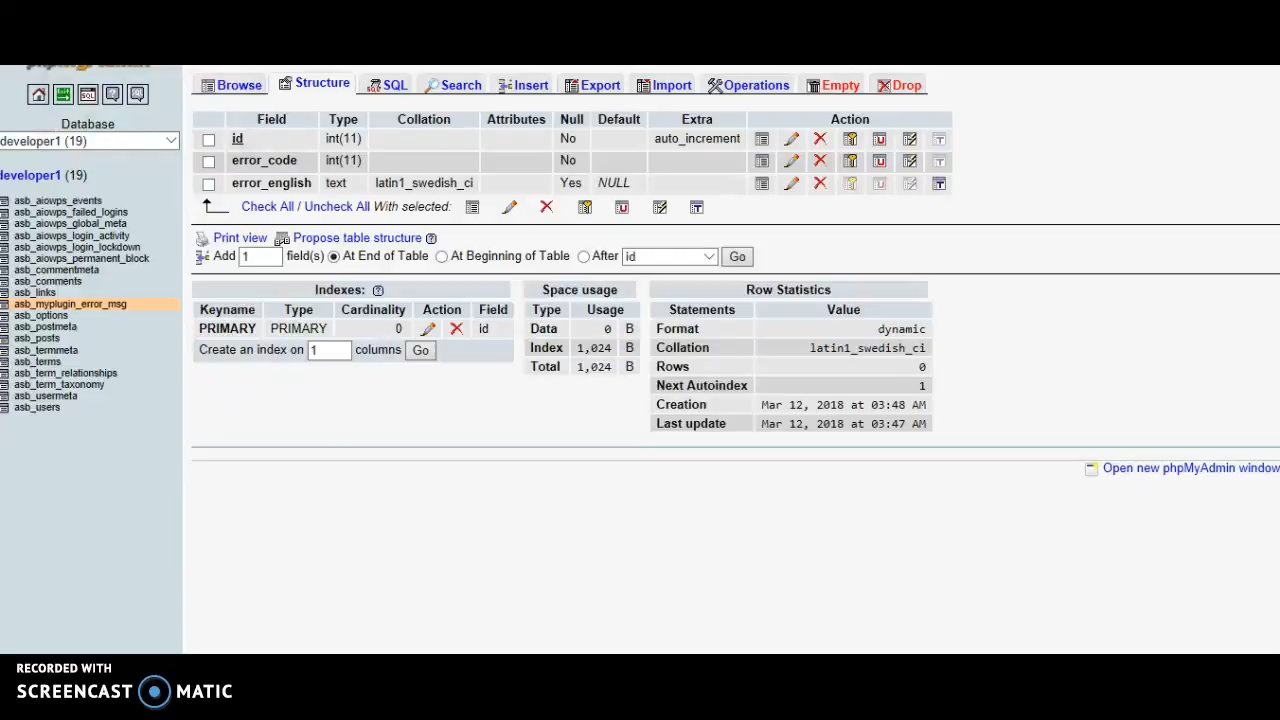 Browse Structure SQL Search Insert Export Import Operations Empty Drop
Database
developer1 (19)
developer1 (19)
asb_aiowps_events
asb_aiowps_failed_logins
asb_aiowps_global_meta
asb_aiowps_login_activity
asb_aiowps_login_lockdown
asb_aiowps_permanent_block
asb_commentmeta
asb_comments
asb_links
asb_myplugin_error_msg
asb_options
asb_postmeta
asb_posts
asb_termmeta
asb_terms
asb_term_relationships
asb_term_taxonomy
asb_usermeta
asb_users
Field Type Collation Attributes Null Default Extra Action
id int(11) No auto_increment
error_code int(11) No
error_english text latin1_swedish_ci Yes NULL
Check All / Uncheck All With selected:
Print view Propose table structure
Add 1 field(s) At End of Table At Beginning of Table After id Go
Indexes:
Keyname Type Cardinality Action Field
PRIMARY PRIMARY 0 id
Create an index on 1 columns Go
Space usage
Type Usage
Data 0 B
Index 1,024 B
Total 1,024 B
Row Statistics
Statements Value
Format dynamic
Collation latin1_swedish_ci
Rows 0
Next Autoindex 1
Creation Mar 12, 2018 at 03:48 AM
Last update Mar 12, 2018 at 03:47 AM
Open new phpMyAdmin window
RECORDED WITH
SCREENCAST MATIC